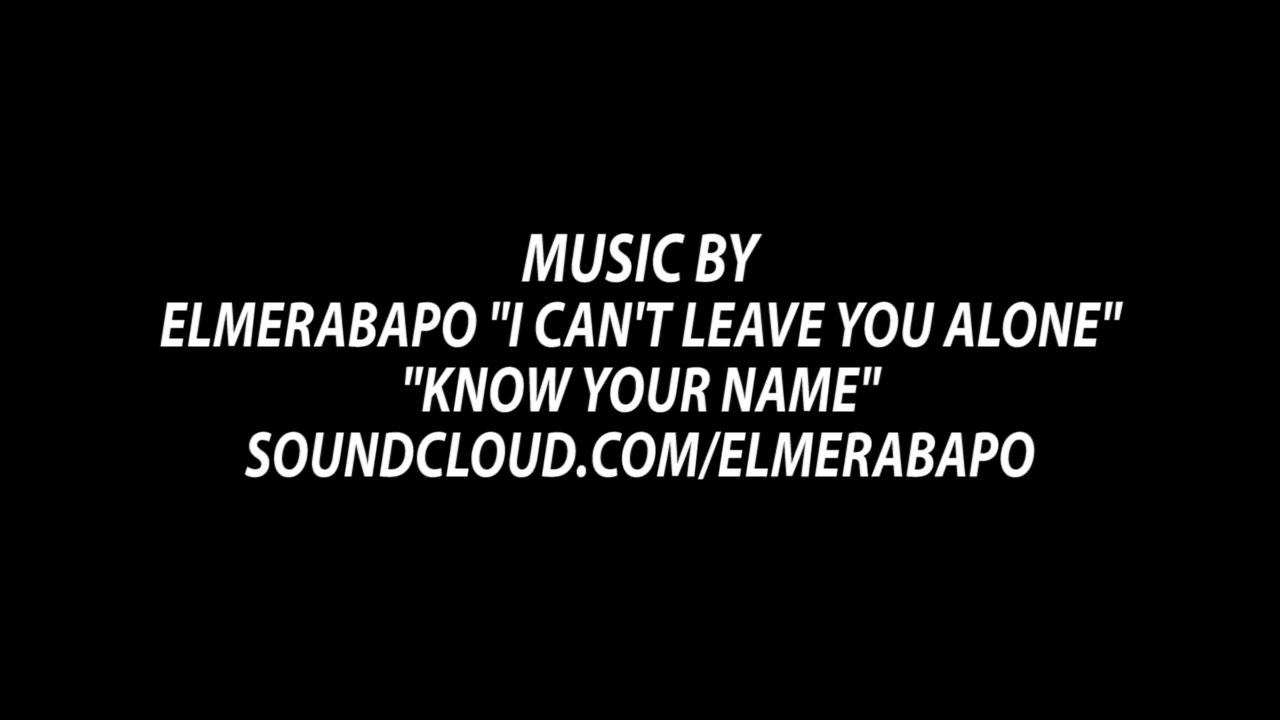 MUSIC BY
ELMERABAPO "I CAN'T LEAVE YOU ALONE"
"KNOW YOUR NAME"
SOUNDCLOUD.COM/ELMERABAPO